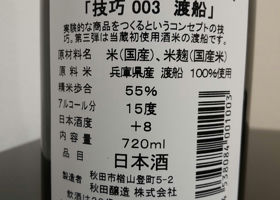 「技巧 003 渡船」
実験的な商品をつくるというコンセプトの技
巧。第三弾は当蔵初使用酒米の渡船です。
原材料名 米(国産)、米麹(国産米)
原料米 兵庫県産 渡船 100%使用
精米歩合 55%
アルコール分 15度
日本酒度 +8
内容量 720ml
品目 日本酒
製造者 秋田市楢山登町5-2
秋田醸造 株式会社
4538084001003